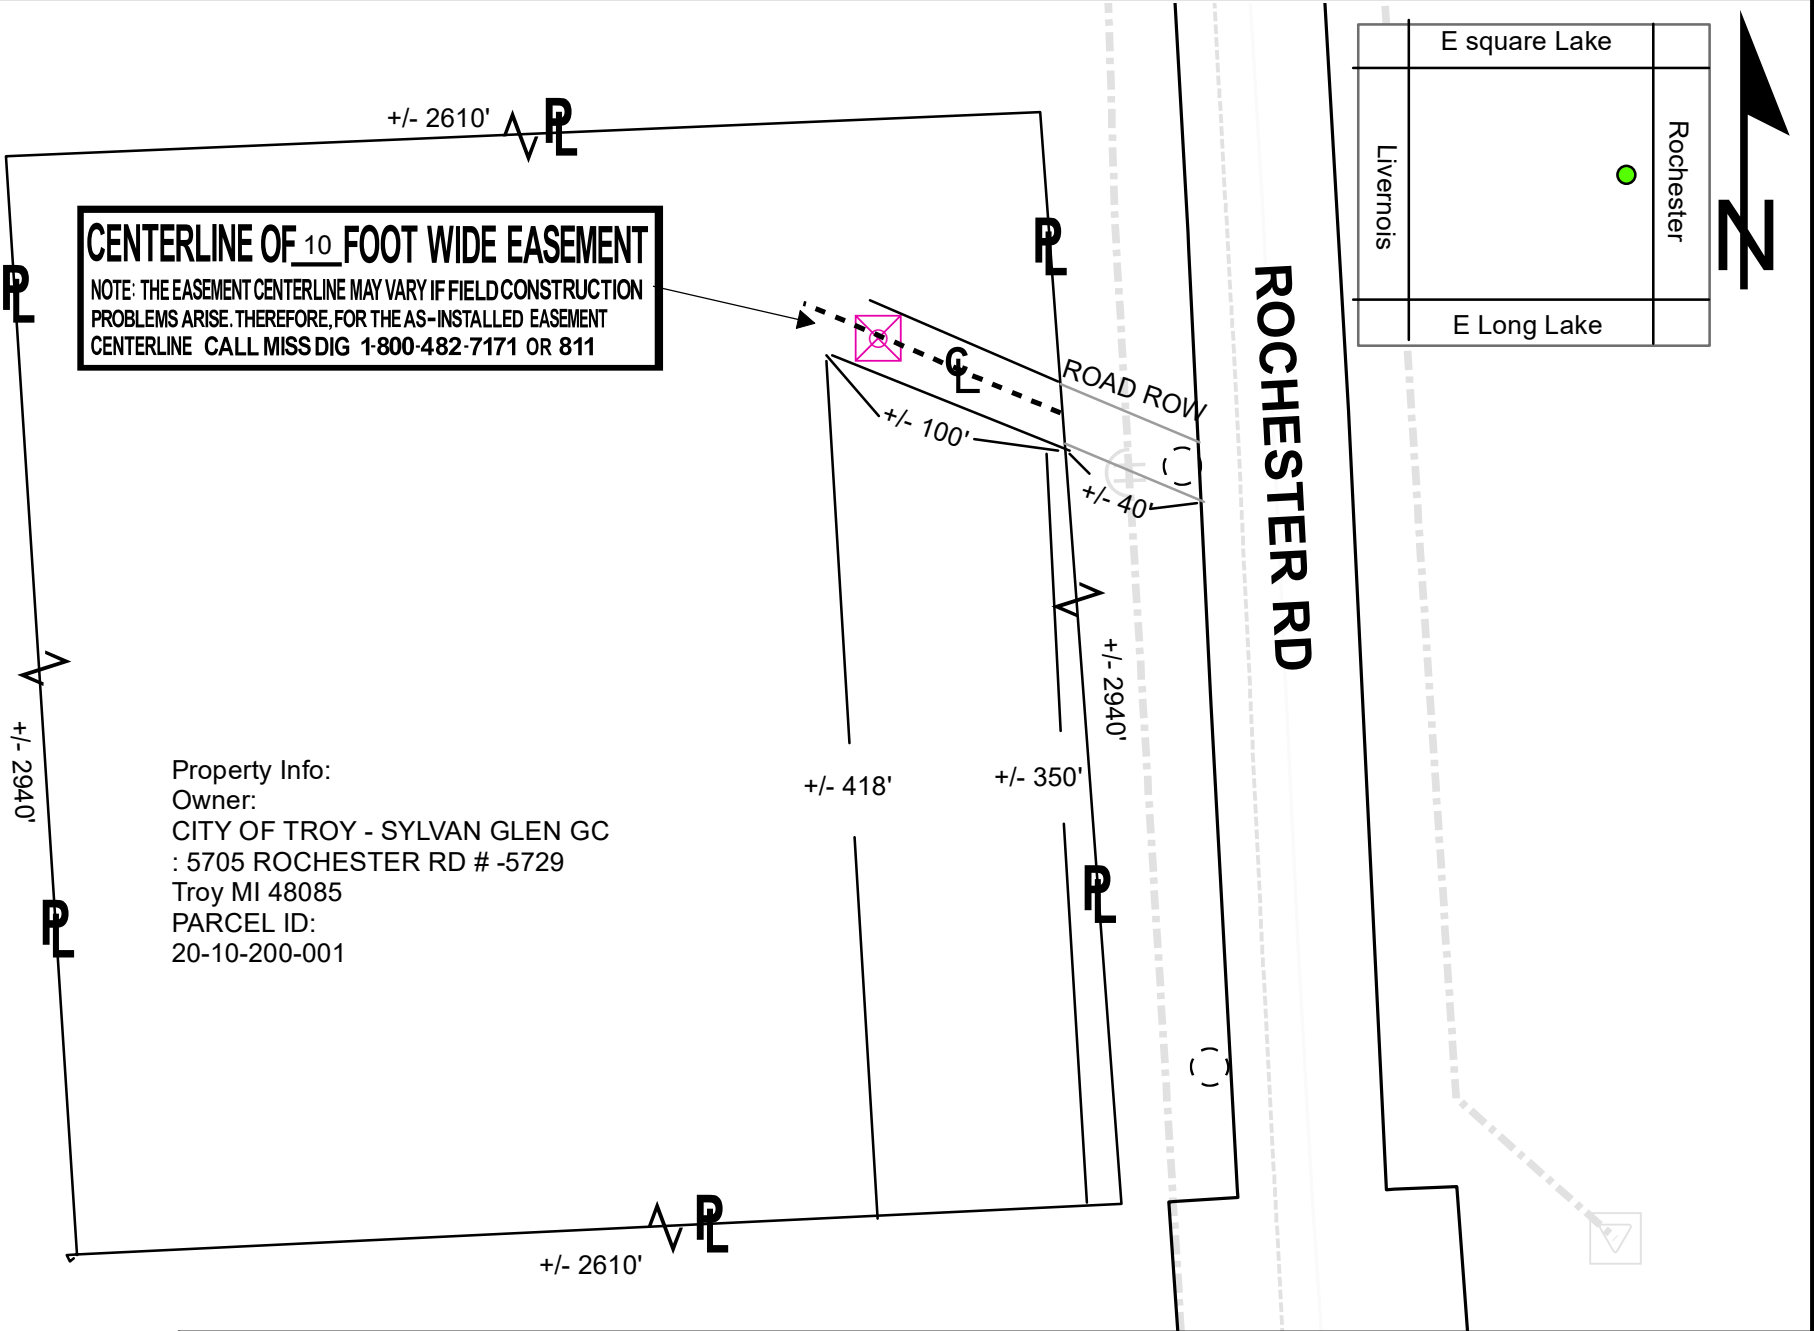 +/- 2610'
PL
E square Lake
Livernois
Rochester
E Long Lake
N
CENTERLINE OF 10 FOOT WIDE EASEMENT
NOTE: THE EASEMENT CENTERLINE MAY VARY IF FIELD CONSTRUCTION
PROBLEMS ARISE. THEREFORE, FOR THE AS-INSTALLED EASEMENT
CENTERLINE CALL MISS DIG 1-800-482-7171 OR 811
PL
PL
CL
ROAD ROW
+/- 100'
+/- 40'
ROCHESTER RD
+/- 2940'
+/- 2940'
+/- 418'
+/- 350'
Property Info:
Owner:
CITY OF TROY - SYLVAN GLEN GC
: 5705 ROCHESTER RD # -5729
Troy MI 48085
PARCEL ID:
20-10-200-001
PL
PL
PL
+/- 2610'